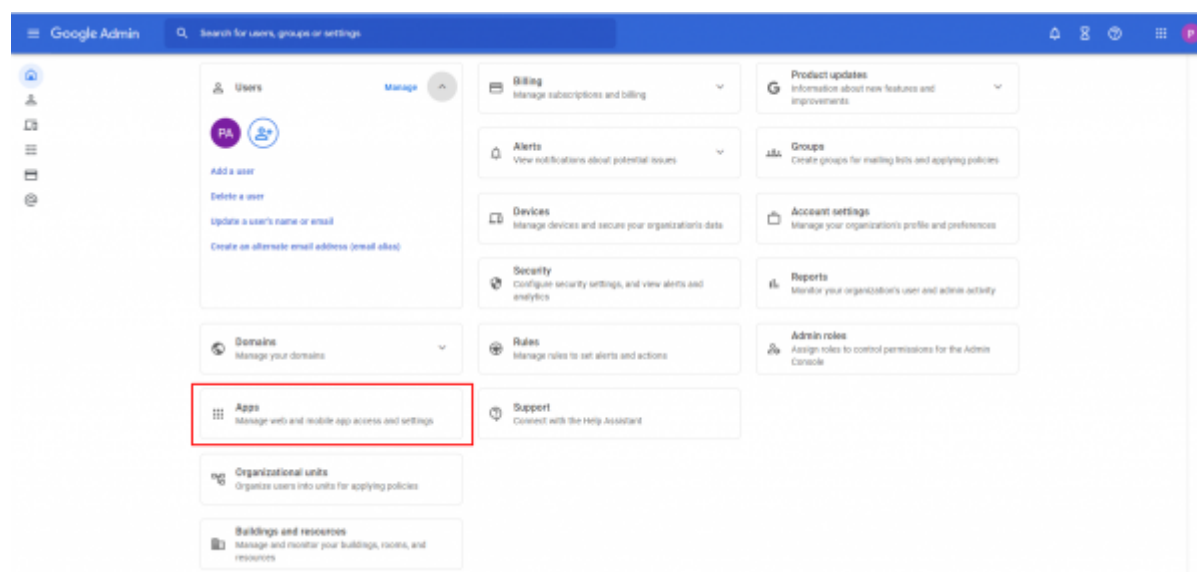 Google Admin
Search for users, groups or settings
P
Users
Manage
PA
Add a user
Delete a user
Update a user's name or email
Create an alternate email address (email alias)
Billing
Manage subscriptions and billing
Product updates
Information about new features and
improvements
Alerts
View notifications about potential issues
Groups
Create groups for mailing lists and applying policies
Devices
Manage devices and secure your organization's data
Account settings
Manage your organization's profile and preferences
Security
Configure security settings, and view alerts and
analytics
Reports
Monitor your organization's user and admin activity
Domains
Manage your domains
Rules
Manage rules to set alerts and actions
Admin roles
Assign roles to control permissions for the Admin
Console
Apps
Manage web and mobile app access and settings
Support
Connect with the Help Assistant
Organizational units
Organize users into units for applying policies
Buildings and resources
Manage and monitor your buildings, rooms, and
resources